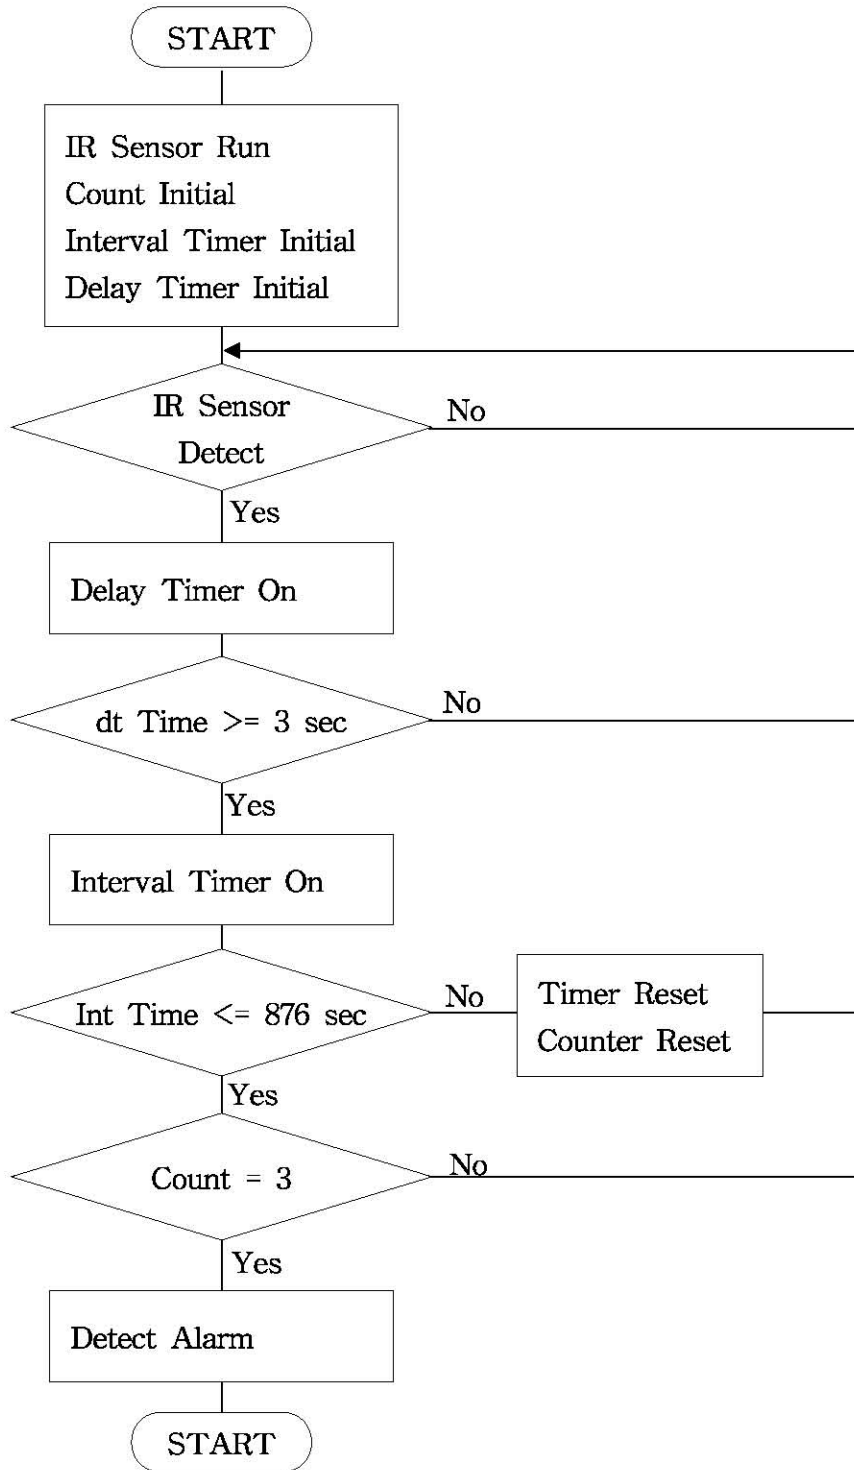 START
IR Sensor Run
Count Initial
Interval Timer Initial
Delay Timer Initial
IR Sensor
Detect
No
Yes
Delay Timer On
dt Time >= 3 sec
No
Yes
Interval Timer On
Int Time <= 876 sec
No
Timer Reset
Counter Reset
Yes
Count = 3
No
Yes
Detect Alarm
START